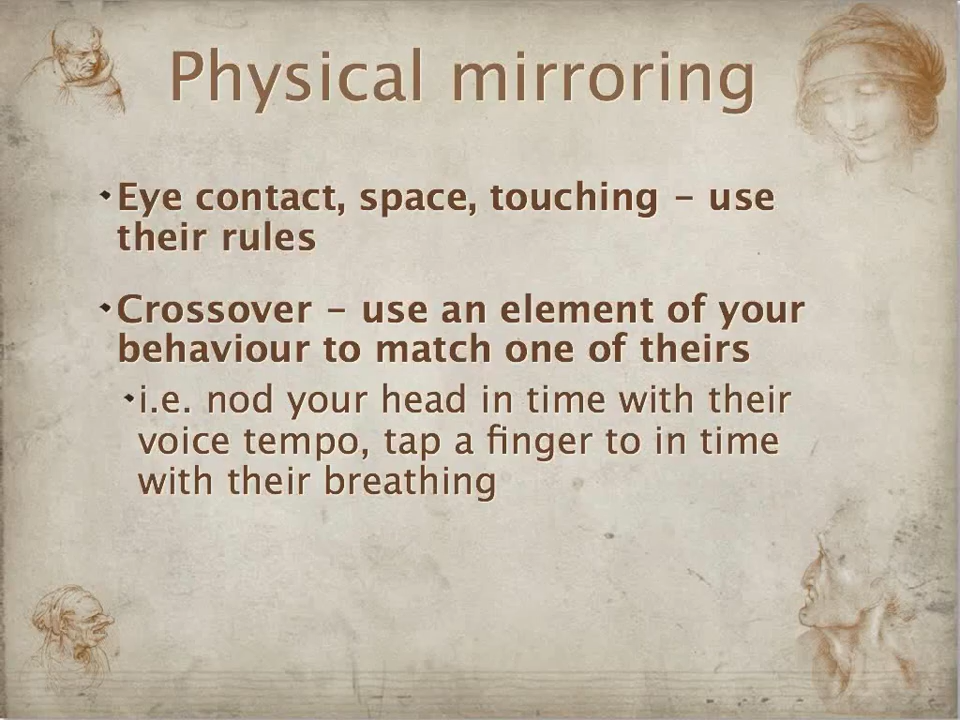 Physical mirroring
Eye contact, space, touching – use
their rules
Crossover – use an element of your
behaviour to match one of theirs
i.e. nod your head in time with their
voice tempo, tap a finger to in time
with their breathing